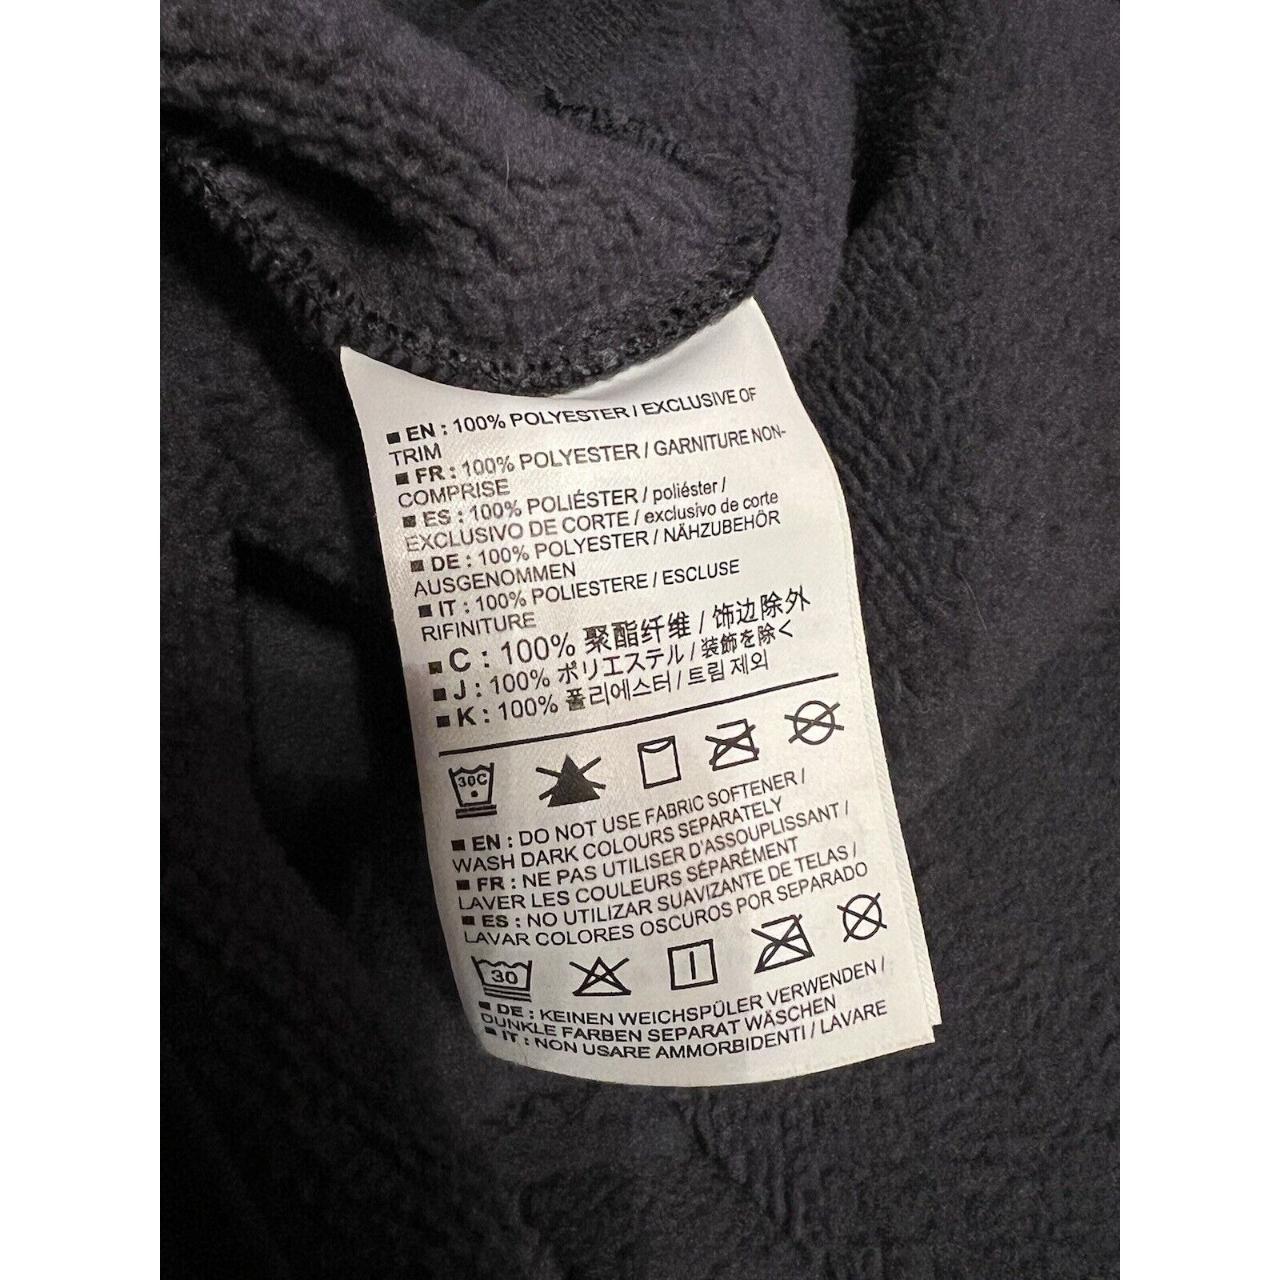 ■ EN : 100% POLYESTER / EXCLUSIVE OF
TRIM
■ FR : 100% POLYESTER / GARNITURE NON-
COMPRISE
■ ES : 100% POLIÉSTER / poliéster /
EXCLUSIVO DE CORTE / exclusivo de corte
■ DE : 100% POLYESTER / NÄHZUBEHÖR
AUSGENOMMEN
■ IT : 100% POLIESTERE / ESCLUSE
RIFINITURE
■ C : 100% 聚酯纤维 / 饰边除外
■ J : 100% ポリエステル / 装飾を除く
■ K : 100% 폴리에스터 / 트림 제외
30C
■ EN : DO NOT USE FABRIC SOFTENER /
WASH DARK COLOURS SEPARATELY
■ FR : NE PAS UTILISER D'ASSOUPLISSANT /
LAVER LES COULEURS SÉPARÉMENT
■ ES : NO UTILIZAR SUAVIZANTE DE TELAS /
LAVAR COLORES OSCUROS POR SEPARADO
30
■ DE : KEINEN WEICHSPÜLER VERWENDEN /
DUNKLE FARBEN SEPARAT WÄSCHEN
■ IT : NON USARE AMMORBIDENTI / LAVARE